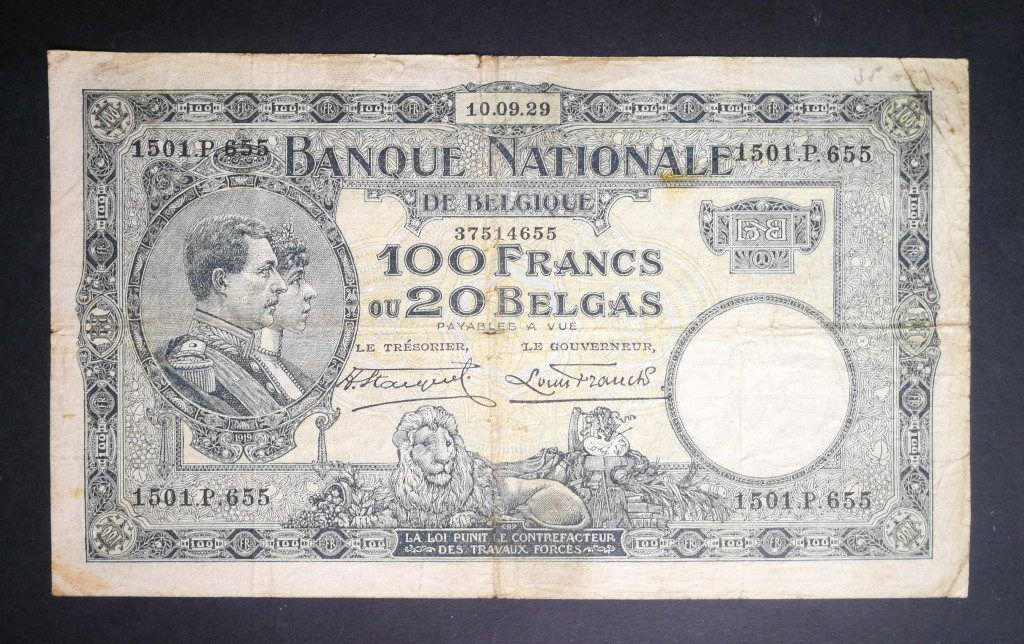 10.09.29
1501.P.655
BANQUE NATIONALE
1501.P.655
DE BELGIQUE
37514655
100 FRANCS
OU 20 BELGAS
PAYABLES A VUE
LE TRÉSORIER, LE GOUVERNEUR,
1919
1501.P.655
1501.P.655
LA LOI PUNIT LE CONTREFACTEUR
DES TRAVAUX FORCÉS